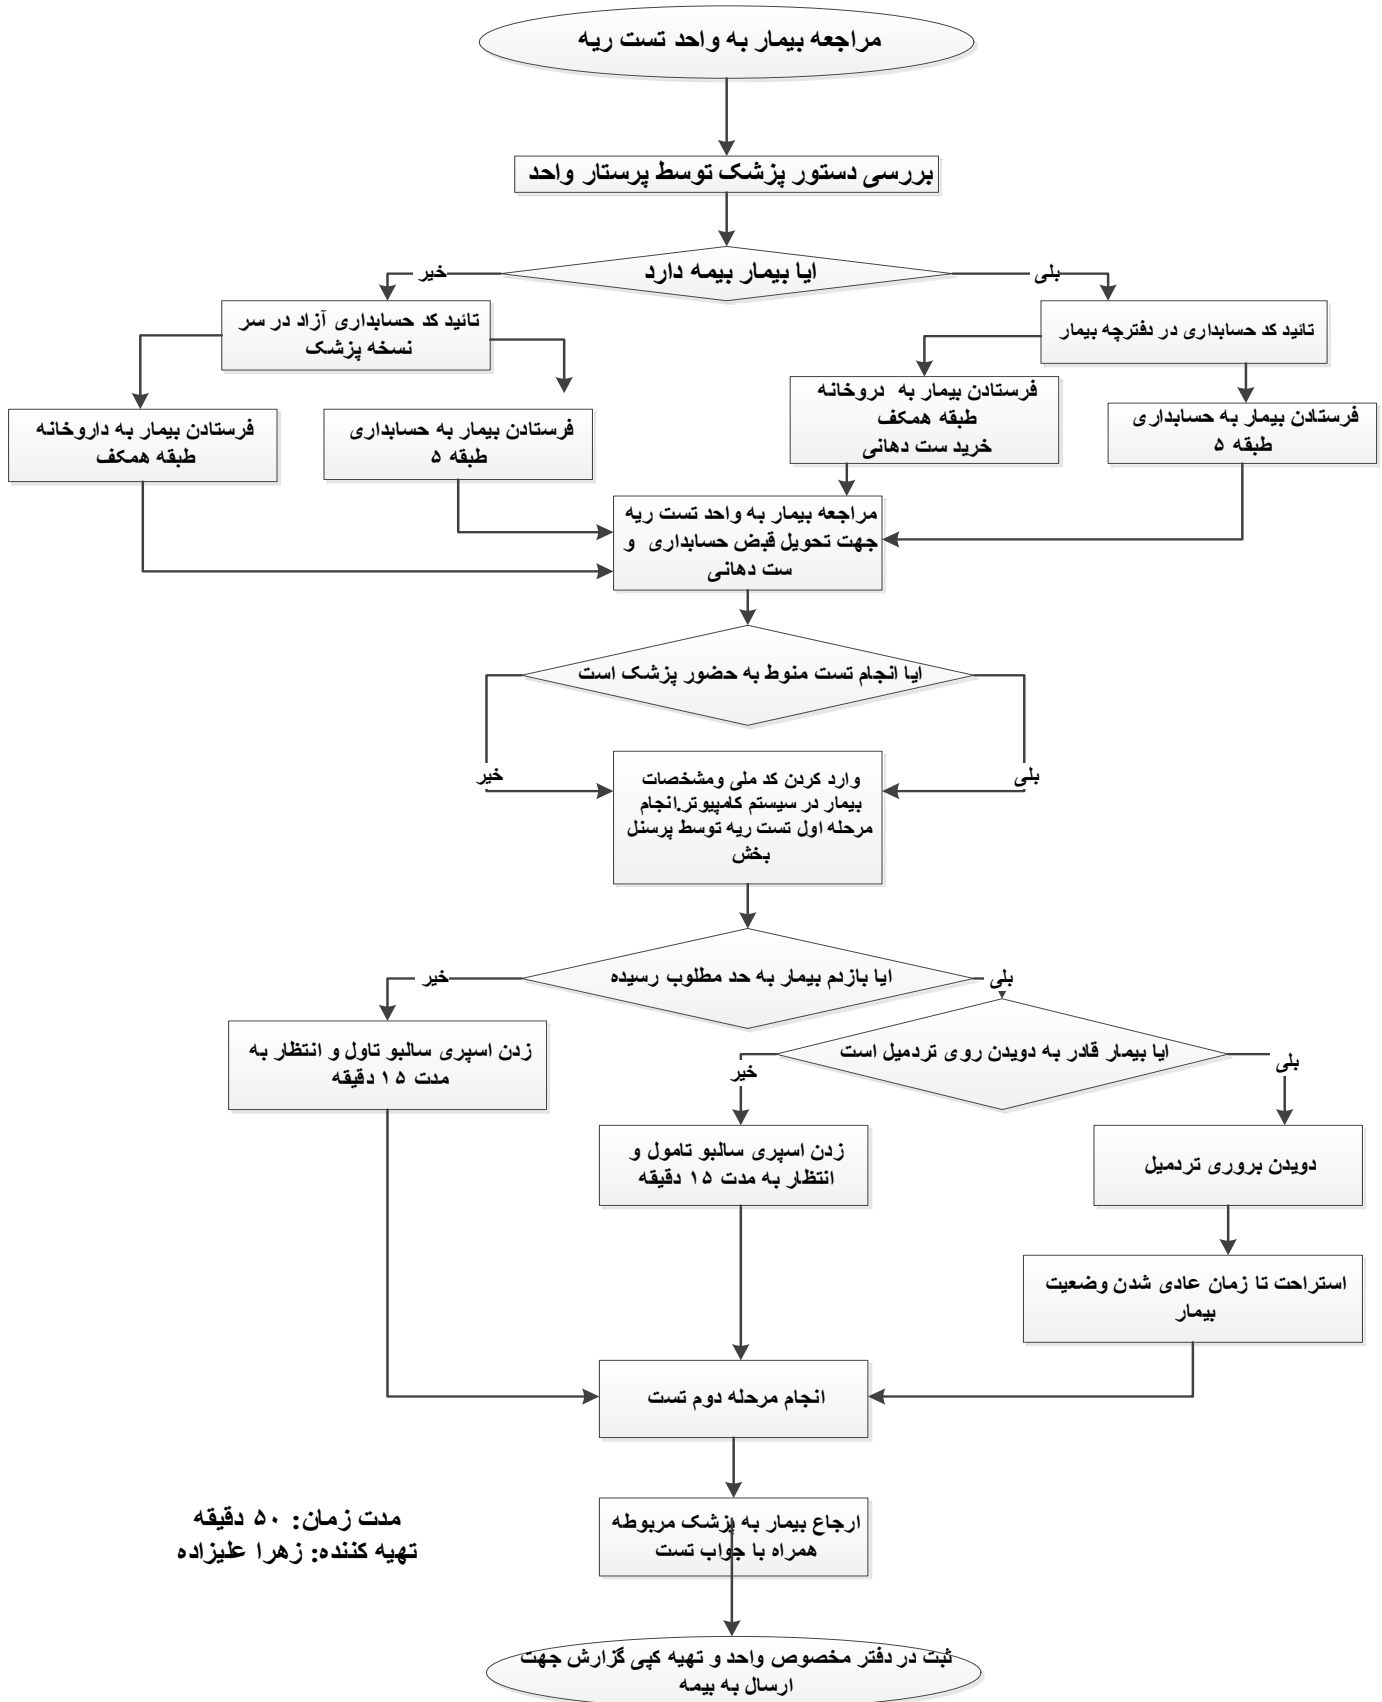 مراجعه بیمار به واحد تست ریه
بررسی دستور پزشک توسط پرستار واحد
ایا بیمار بیمه دارد
بلی
خیر
تائید کد حسابداری در دفترچه بیمار
تائید کد حسابداری آزاد در سر
نسخه پزشک
فرستادن بیمار به حسابداری
طبقه ۵
فرستادن بیمار به دروخانه
طبقه همکف
خرید ست دهانی
فرستادن بیمار به حسابداری
طبقه ۵
فرستادن بیمار به داروخانه
طبقه همکف
مراجعه بیمار به واحد تست ریه
جهت تحویل قبض حسابداری و
ست دهانی
ایا انجام تست منوط به حضور پزشک است
بلی
خیر
وارد کردن کد ملی ومشخصات
بیمار در سیستم کامپیوتر.انجام
مرحله اول تست ریه توسط پرسنل
بخش
ایا بازدم بیمار به حد مطلوب رسیده
بلی
خیر
ایا بیمار قادر به دویدن روی تردمیل است
بلی
خیر
زدن اسپری سالبو تاول و انتظار به
مدت ۱۵ دقیقه
زدن اسپری سالبو تامول و
انتظار به مدت ۱۵ دقیقه
دویدن بروری تردمیل
استراحت تا زمان عادی شدن وضعیت
بیمار
انجام مرحله دوم تست
ارجاع بیمار به پزشک مربوطه
همراه با جواب تست
مدت زمان: ۵۰ دقیقه
تهیه کننده: زهرا علیزاده
ثبت در دفتر مخصوص واحد و تهیه کپی گزارش جهت
ارسال به بیمه